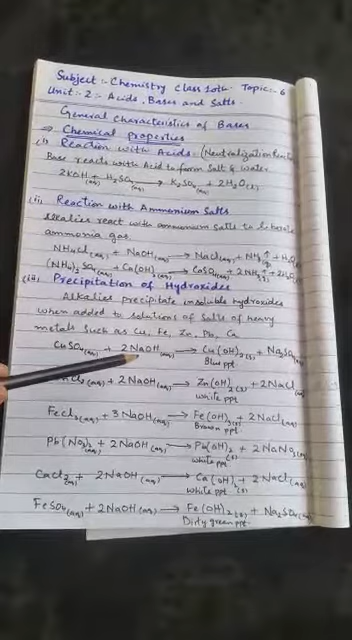 Subject :- Chemistry Class 10th. Topic:- 6
Unit-2:- Acids, Bases and Salts.
General Characteristics of Bases
⇒ Chemical properties
(i) Reaction with Acids: (Neutralization
Base reacts with Acid to form Salt & water
2KOH(aq) + H2SO4(aq) → K2SO4(aq) + 2H2O(l)
(ii) Reaction with Ammonium Salts
Alkalies react with ammonium salts to liberate
ammonia gas.
NH4Cl(aq) + NaOH(aq) → NaCl(aq) + NH3↑ + H2O
(NH4)2SO4(aq) + Ca(OH)2(aq) → CaSO4(aq) + 2NH3↑ + 2H2O
(iii) Precipitation of Hydroxides
Alkalies precipitate insoluble hydroxides
when added to solutions of salts of heavy
metals such as Cu, Fe, Zn, Pb, Ca
CuSO4(aq) + 2NaOH(aq) → Cu(OH)2(s) + Na2SO4
Blue ppt
+ 2NaOH(aq) → Zn(OH)2(s) + 2NaCl(aq)
white ppt
FeCl3(aq) + 3NaOH(aq) → Fe(OH)3(s) + NaCl(aq)
Brown ppt.
Pb(NO3)2 + 2NaOH(aq) → Pb(OH)2(s) + 2NaNO3(aq)
white ppt
CaCl2 + 2NaOH(aq) → Ca(OH)2(s) + 2NaCl(aq)
white ppt
FeSO4(aq) + 2NaOH(aq) → Fe(OH)2(s) + Na2SO4(aq)
Dirty green ppt.